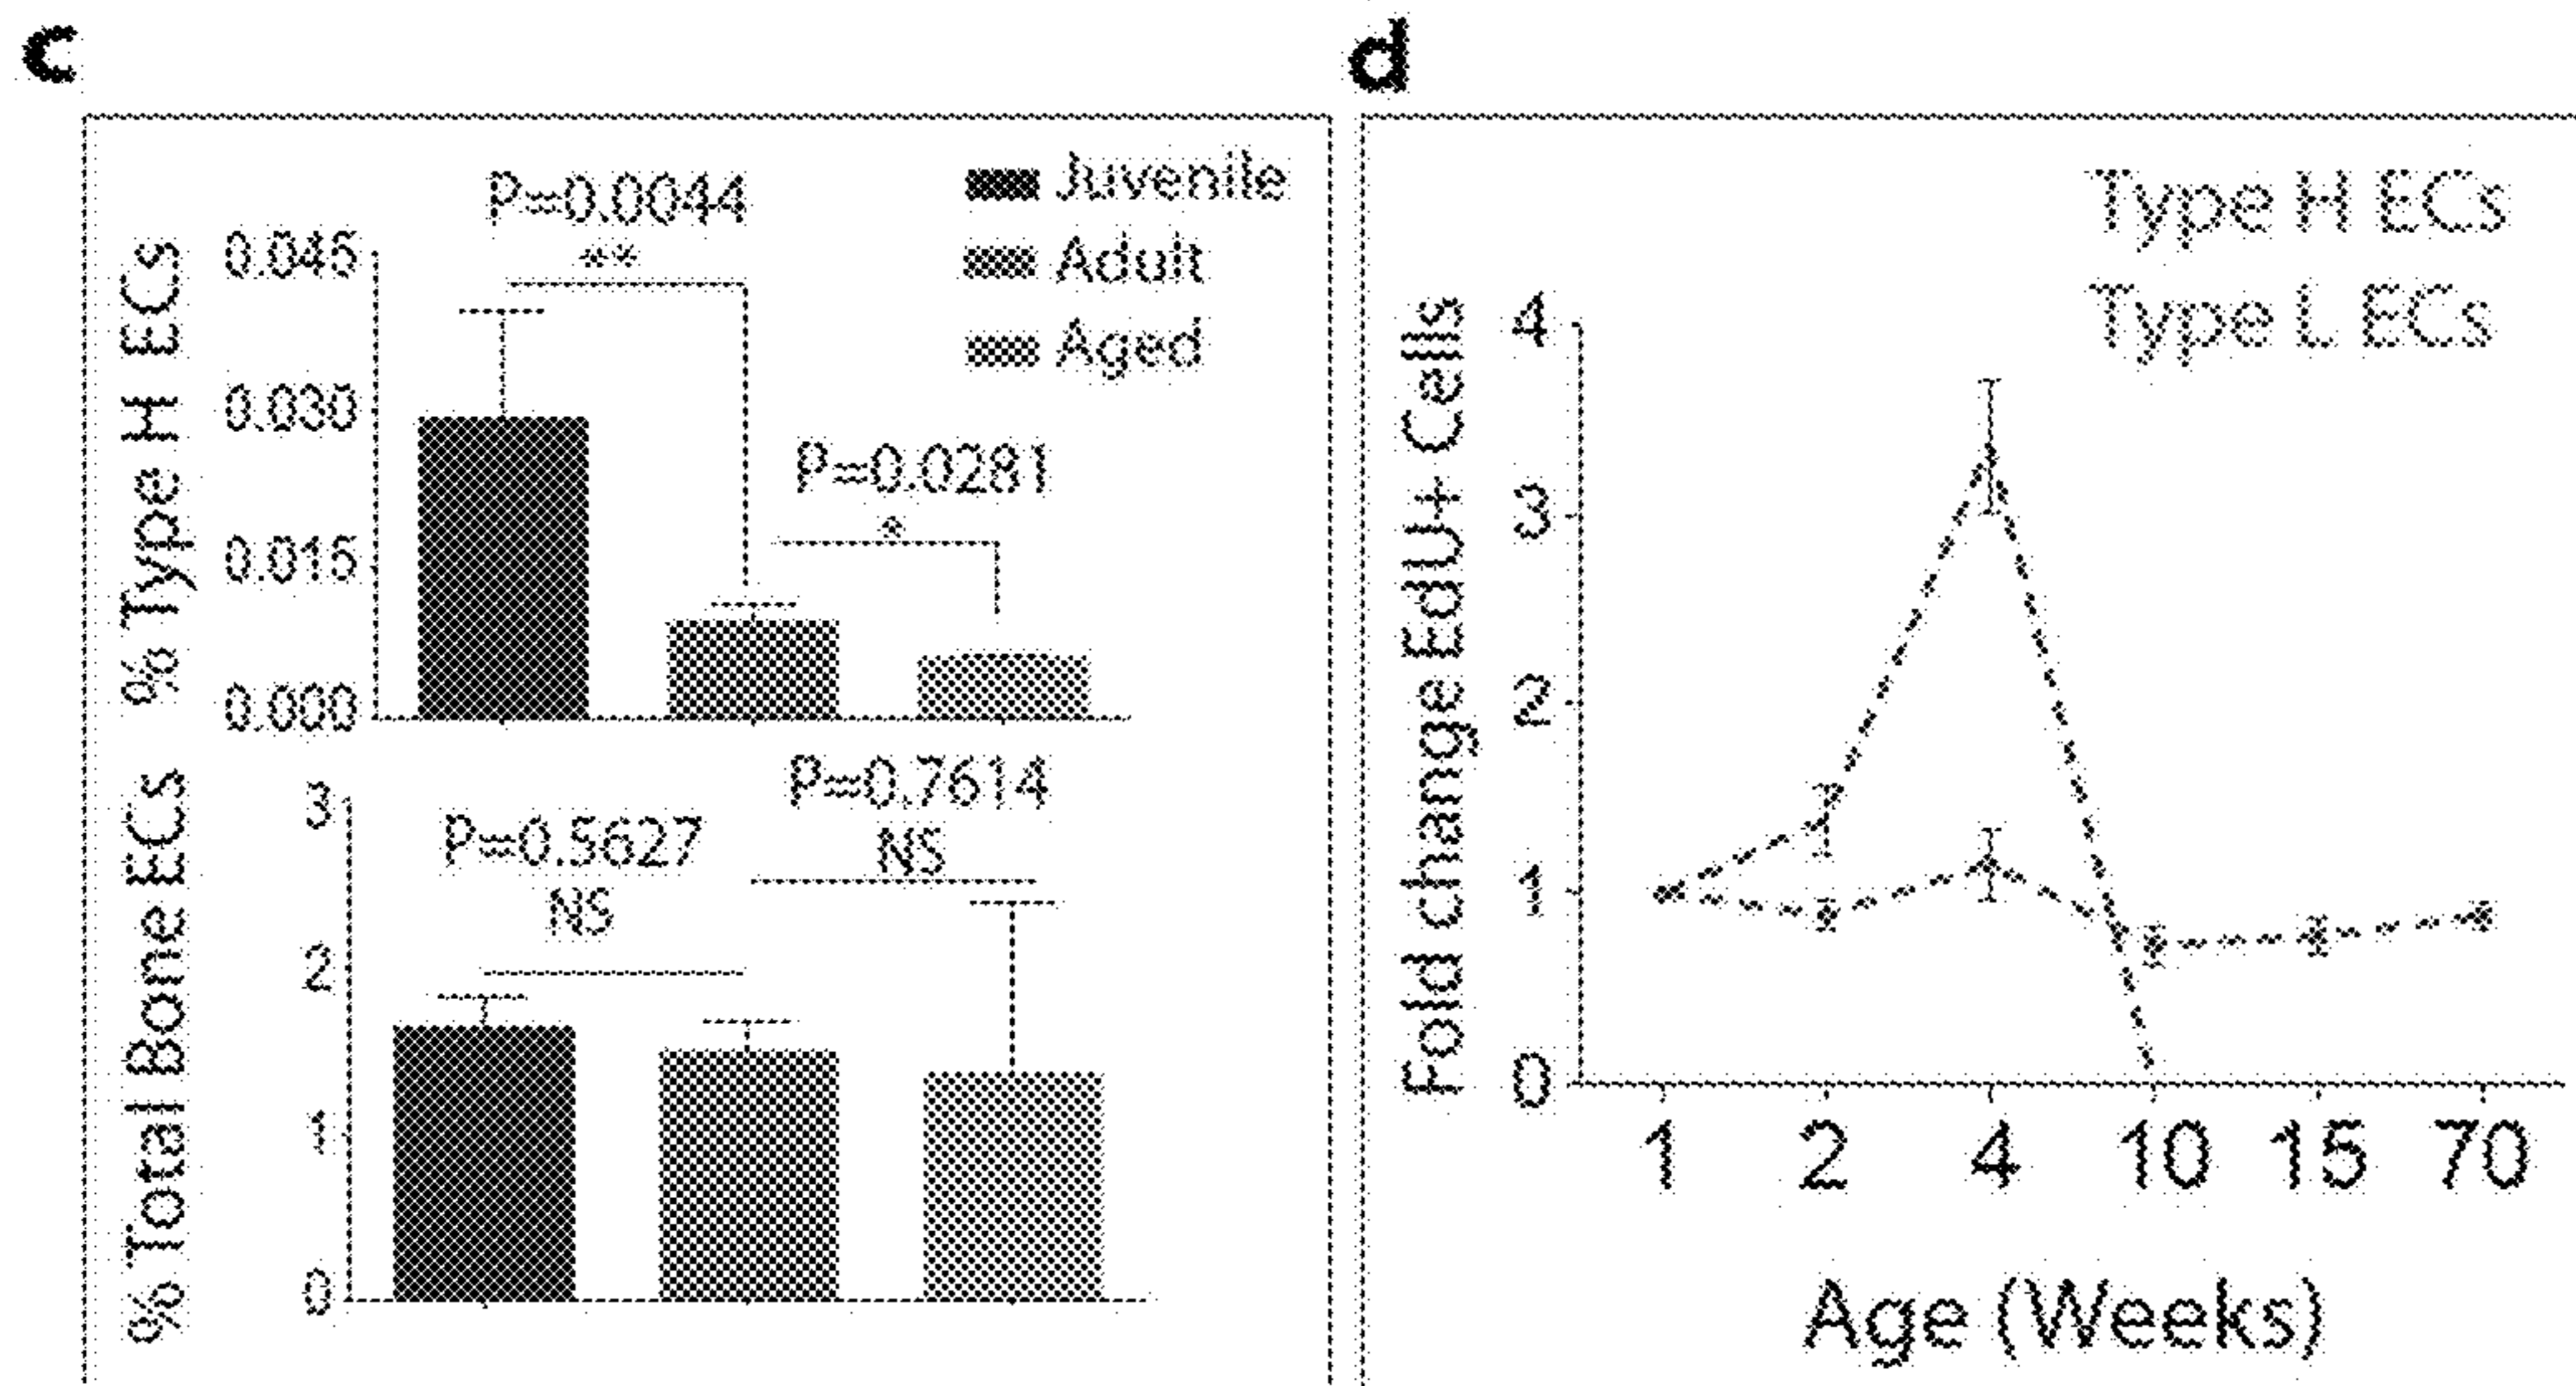 c
P=0.0044
**
Juvenile
Adult
Aged
% Type H ECs
0.045
0.030
0.015
0.000
P=0.0281
*
% Total Bone ECs
3
2
1
0
P=0.5627
NS
P=0.7614
NS
d
Type H ECs
Type L ECs
Fold change EdU+ Cells
4
3
2
1
0
1 2 4 10 15 70
Age (Weeks)